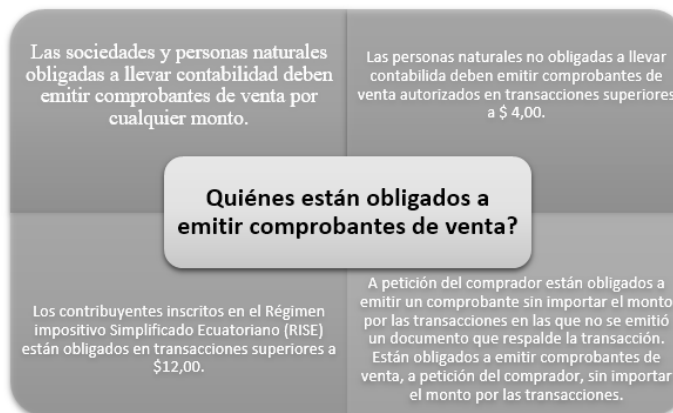 Las sociedades y personas naturales
obligadas a llevar contabilidad deben
emitir comprobantes de venta por
cualquier monto.
Las personas naturales no obligadas a llevar
contabilida deben emitir comprobantes de
venta autorizados en transacciones superiores
a $ 4,00.
Quiénes están obligados a
emitir comprobantes de venta?
Los contribuyentes inscritos en el Régimen
impositivo Simplificado Ecuatoriano (RISE)
están obligados en transacciones superiores a
$12,00.
A petición del comprador están obligados a
emitir un comprobante sin importar el monto
por las transacciones en las que no se emitió
un documento que respalde la transacción.
Están obligados a emitir comprobantes de
venta, a petición del comprador, sin importar
el monto por las transacciones.